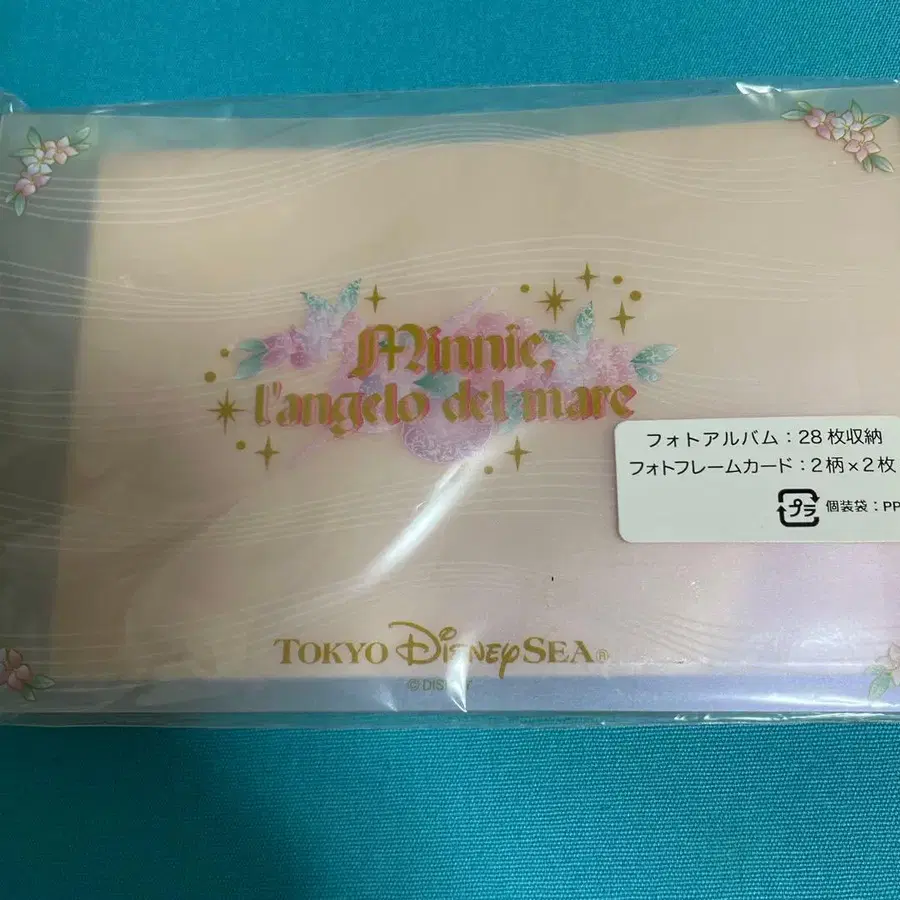 Minnie,
l'angelo del mare
フォトアルバム：28枚収納
フォトフレームカード：2柄×2枚
プラ 個装袋：PP
TOKYO DISNEYSEA®
©DISNEY